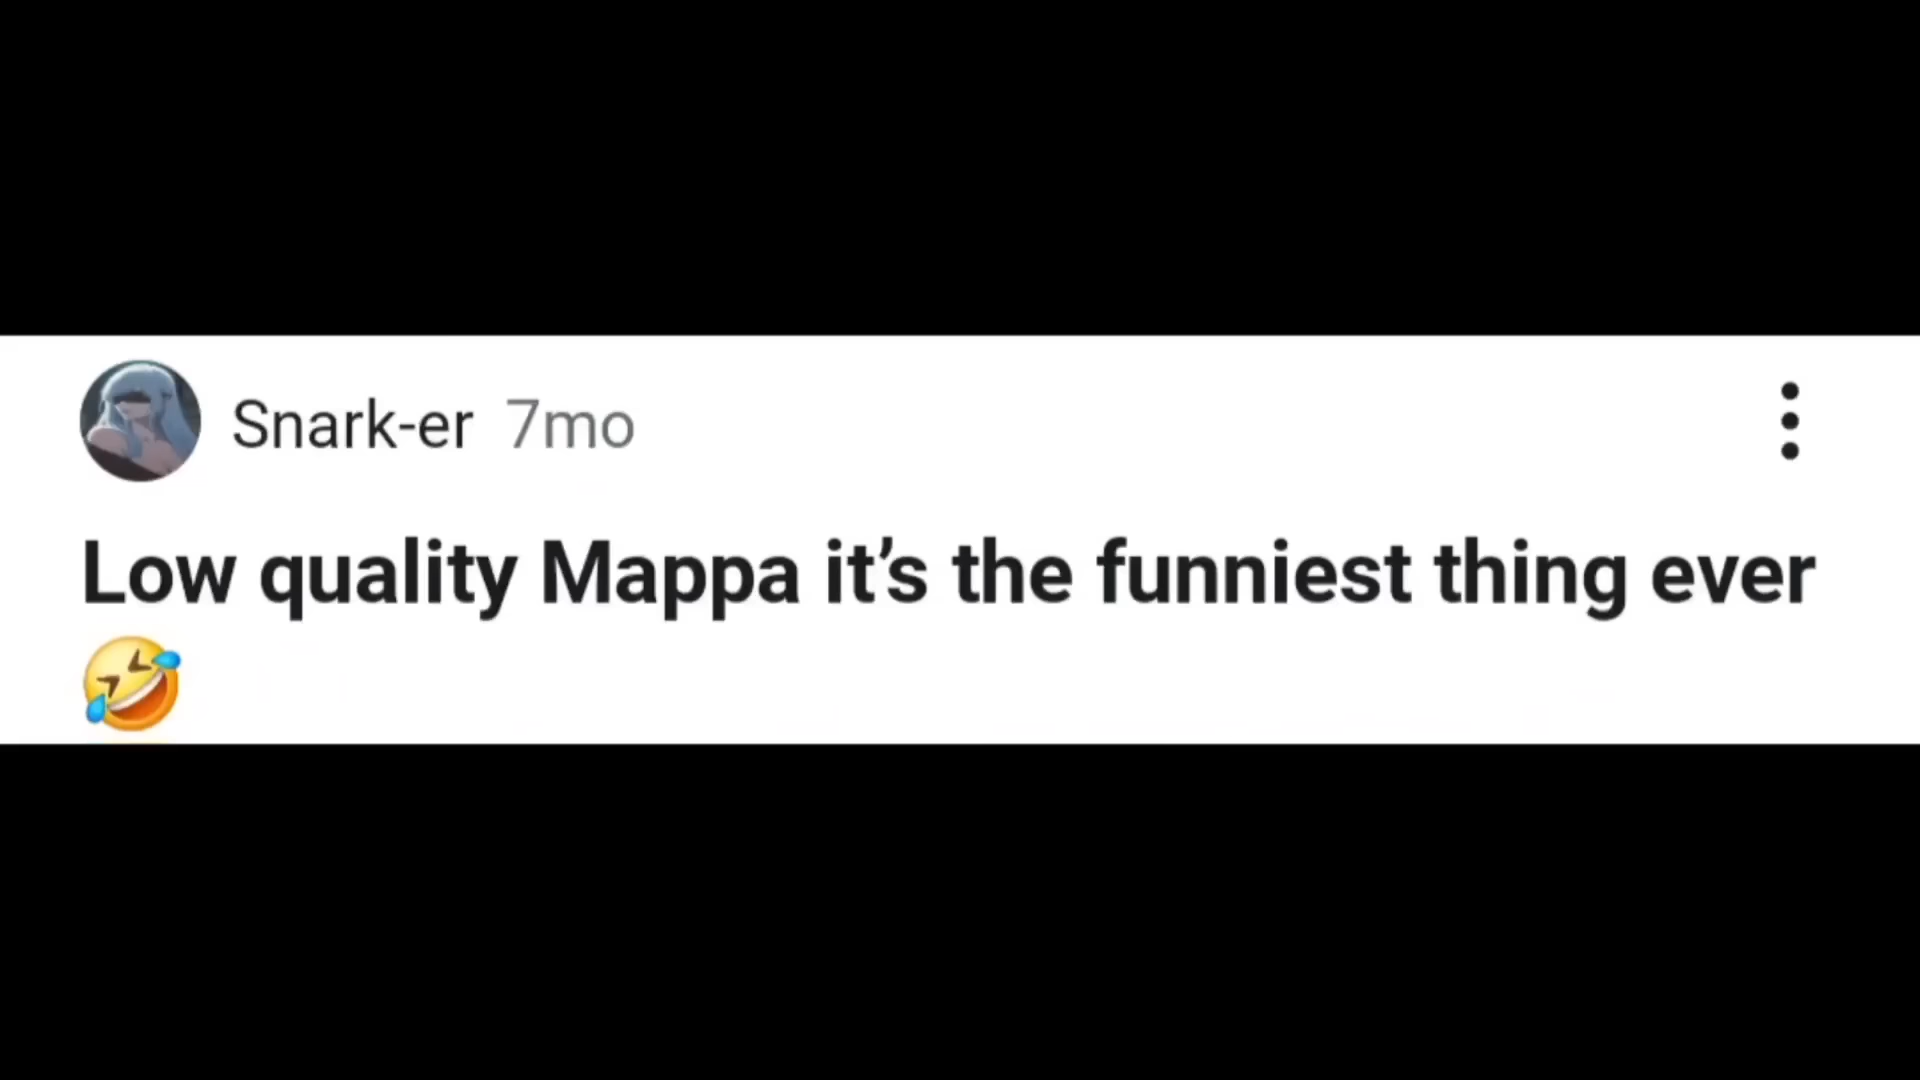 Snark-er 7mo
Low quality Mappa it’s the funniest thing ever
🤣